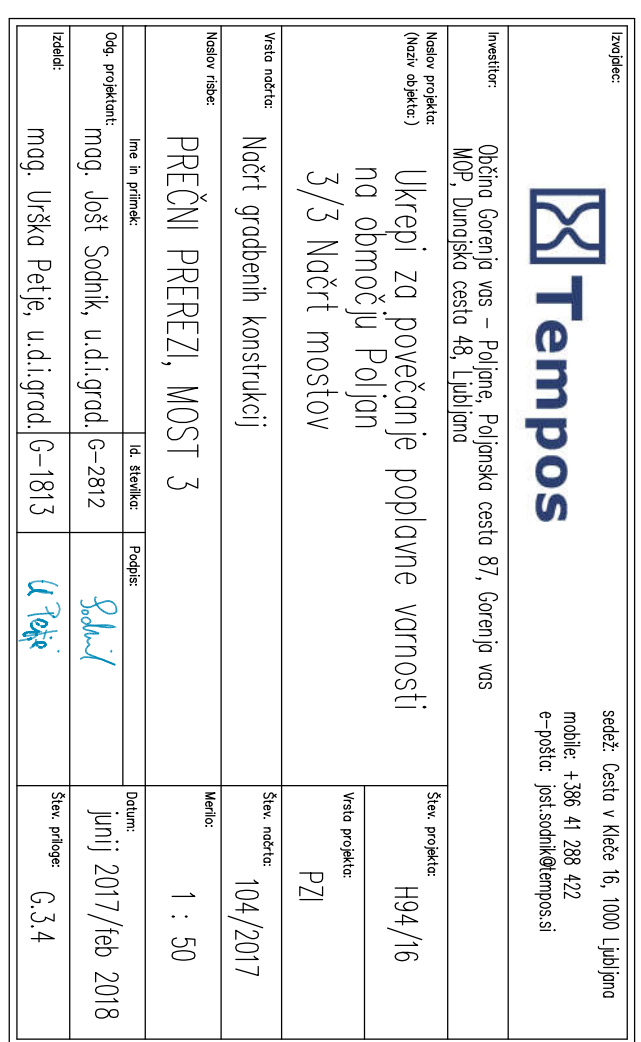 Izvajalec:
Tempos
sedež: Cesta v Kleče 16, 1000 Ljubljana
mobile: +386 41 288 422
e-pošta: jost.sodnik@tempos.si
Investitor:
Občina Gorenja vas – Poljane, Poljanska cesta 87, Gorenja vas
MOP, Dunajska cesta 48, Ljubljana
Naslov projekta:
(Naziv objekta:)
Ukrepi za povečanje poplavne varnosti
na območju Poljan
3/3 Načrt mostov
Štev. projekta:
H94/16
Vrsta projekta:
PZI
Vrsta načrta:
Načrt gradbenih konstrukcij
Štev. načrta:
104/2017
Naslov risbe:
PREČNI PREREZI, MOST 3
Merilo:
1 : 50
Ime in priimek:
Id. številka:
Podpis:
Odg. projektant:
mag. Jošt Sodnik, u.d.i.grad.
G-2812
Sodnik
Datum:
junij 2017/feb 2018
Izdelal:
mag. Urška Petje, u.d.i.grad.
G-1813
U Petje
Štev. priloge:
G.3.4